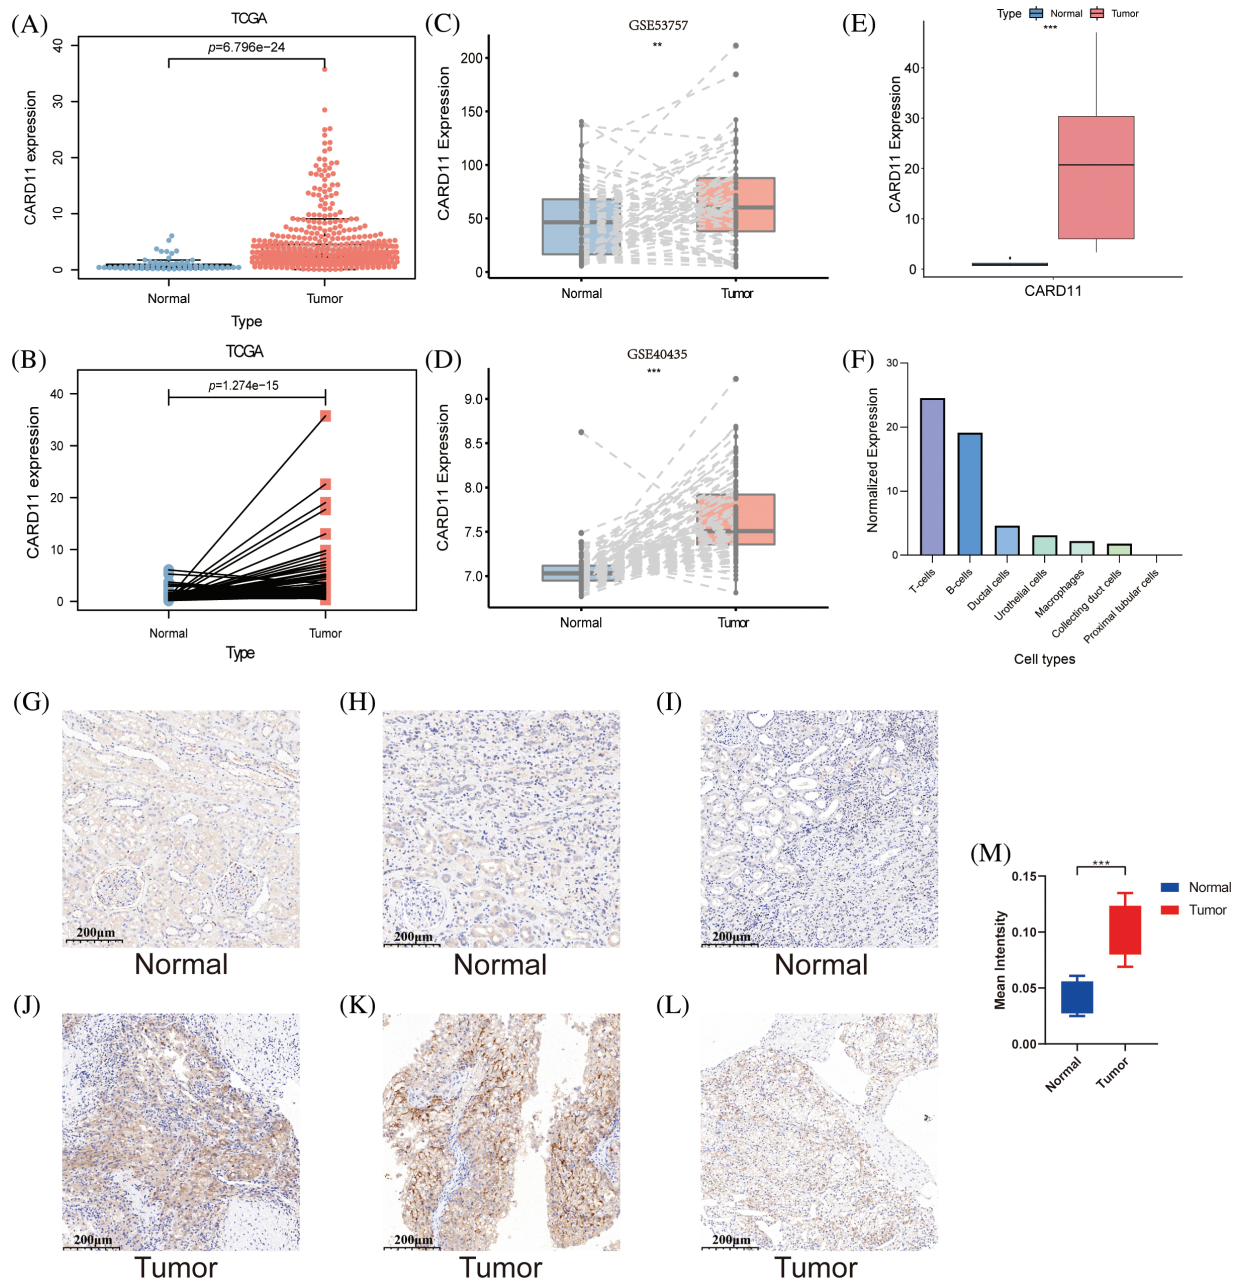 (A)
TCGA
p=6.796e−24
CARD11 expression
40
30
20
10
0
Normal
Tumor
Type
(B)
TCGA
p=1.274e−15
CARD11 expression
40
30
20
10
0
Normal
Tumor
Type
(C)
GSE53757
**
CARD11 Expression
200
150
100
50
0
Normal
Tumor
(D)
GSE40435
***
CARD11 Expression
9.0
8.5
8.0
7.5
7.0
Normal
Tumor
(E)
Type Normal Tumor
***
CARD11 Expression
40
30
20
10
0
CARD11
(F)
Normalized Expression
30
20
10
0
T-cells
B-cells
Ductal cells
Urothelial cells
Macrophages
Collecting duct cells
Proximal tubular cells
Cell types
(G)
200μm
Normal
(H)
200μm
Normal
(I)
200μm
Normal
(J)
200μm
Tumor
(K)
200μm
Tumor
(L)
200μm
Tumor
(M)
***
Mean Intentsity
0.15
0.10
0.05
0.00
Normal
Tumor
Normal
Tumor